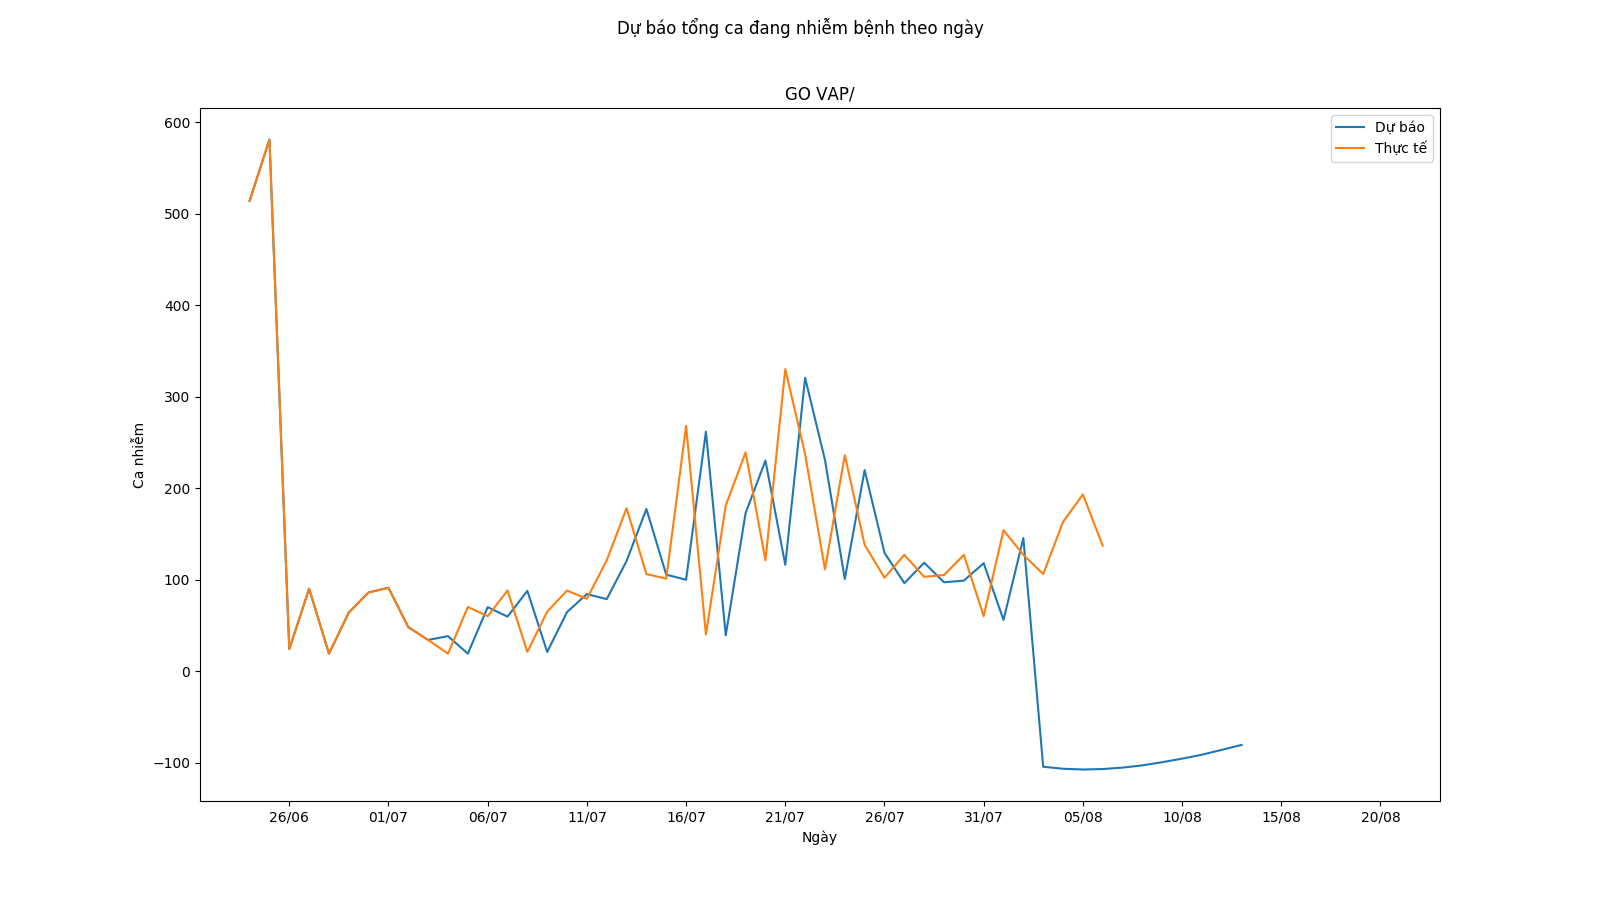 Dự báo tổng ca đang nhiễm bệnh theo ngày
GO VAP/
Dự báo
Thực tế
600
500
400
300
200
100
0
−100
Ca nhiễm
26/06 01/07 06/07 11/07 16/07 21/07 26/07 31/07 05/08 10/08 15/08 20/08
Ngày